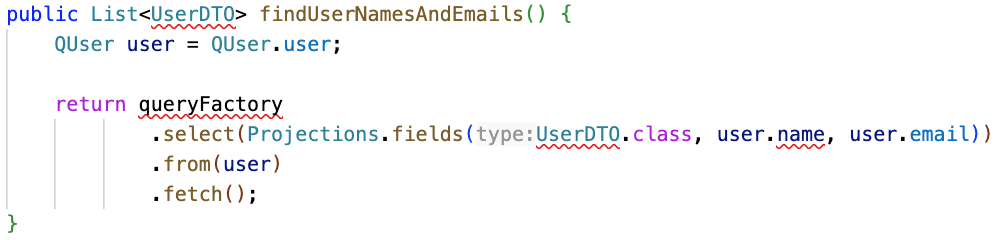 public List<UserDTO> findUserNamesAndEmails() {
    QUser user = QUser.user;

    return queryFactory
            .select(Projections.fields(type:UserDTO.class, user.name, user.email))
            .from(user)
            .fetch();
}